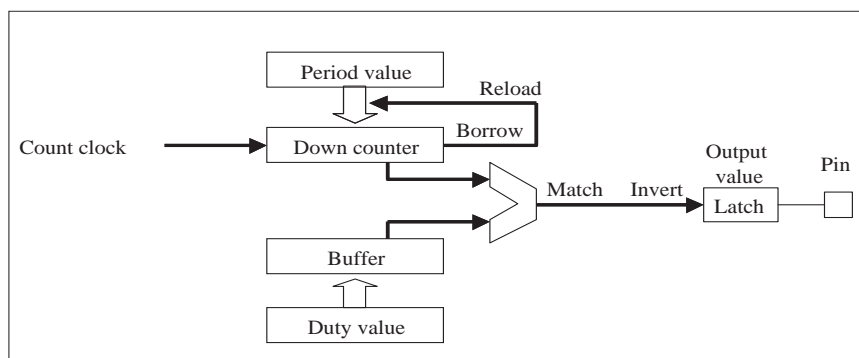 Period value
Reload
Count clock
Down counter
Borrow
Output
value
Pin
Match
Invert
Latch
Buffer
Duty value